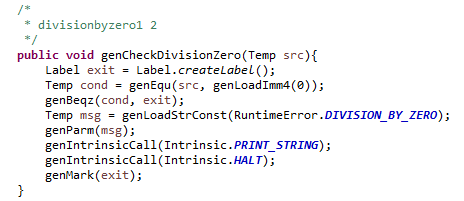 /*
 * divisionbyzero1 2
 */
public void genCheckDivisionZero(Temp src){
    Label exit = Label.createLabel();
    Temp cond = genEqu(src, genLoadImm4(0));
    genBeqz(cond, exit);
    Temp msg = genLoadStrConst(RuntimeError.DIVISION_BY_ZERO);
    genParm(msg);
    genIntrinsicCall(Intrinsic.PRINT_STRING);
    genIntrinsicCall(Intrinsic.HALT);
    genMark(exit);
}